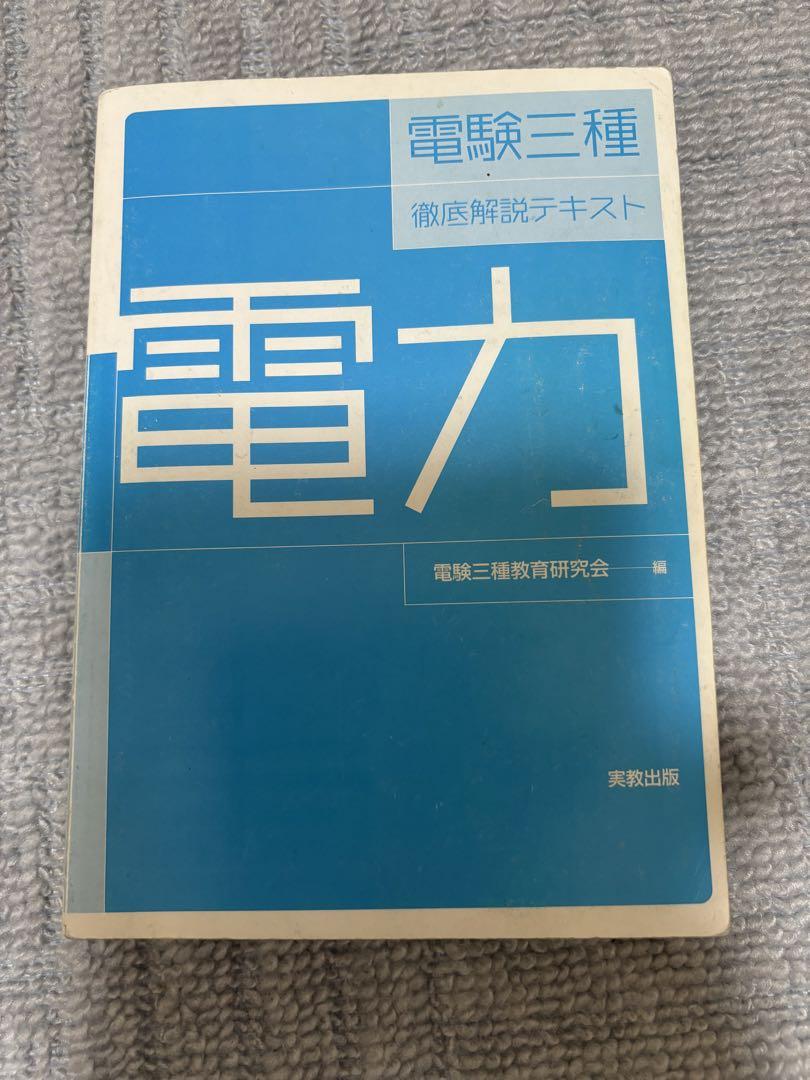 電験三種
徹底解説テキスト
電力
電験三種教育研究会 編
実教出版